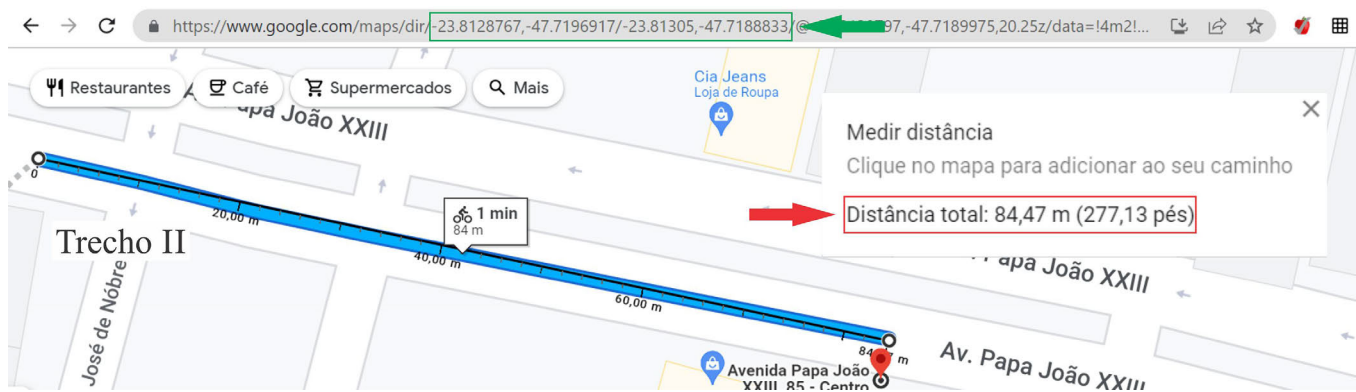 https://www.google.com/maps/dir/-23.8128767,-47.7196917/-23.81305,-47.7188833/@
97,-47.7189975,20.25z/data=!4m2!...
Restaurantes
Café
Supermercados
Mais
Cia Jeans
Loja de Roupa
Papa João XXIII
Medir distância
Clique no mapa para adicionar ao seu caminho
Distância total: 84,47 m (277,13 pés)
0
20,00 m
1 min
84 m
Trecho II
40,00 m
60,00 m
José de Nóbre
Papa João XXIII
Av. Papa João XXIII
Avenida Papa João
XXIII, 85 - Centro